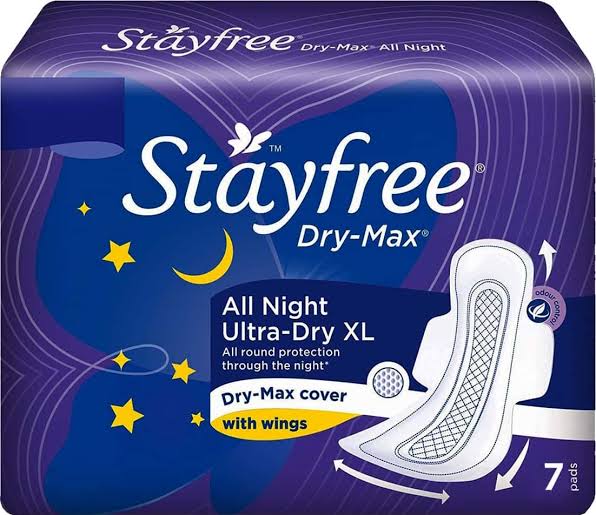 Stayfree® Dry-Max® All Night
Stayfree®
TM
Dry-Max®
odour control
All Night
Ultra-Dry XL
All round protection
through the night*
Dry-Max cover
with wings
7 pads